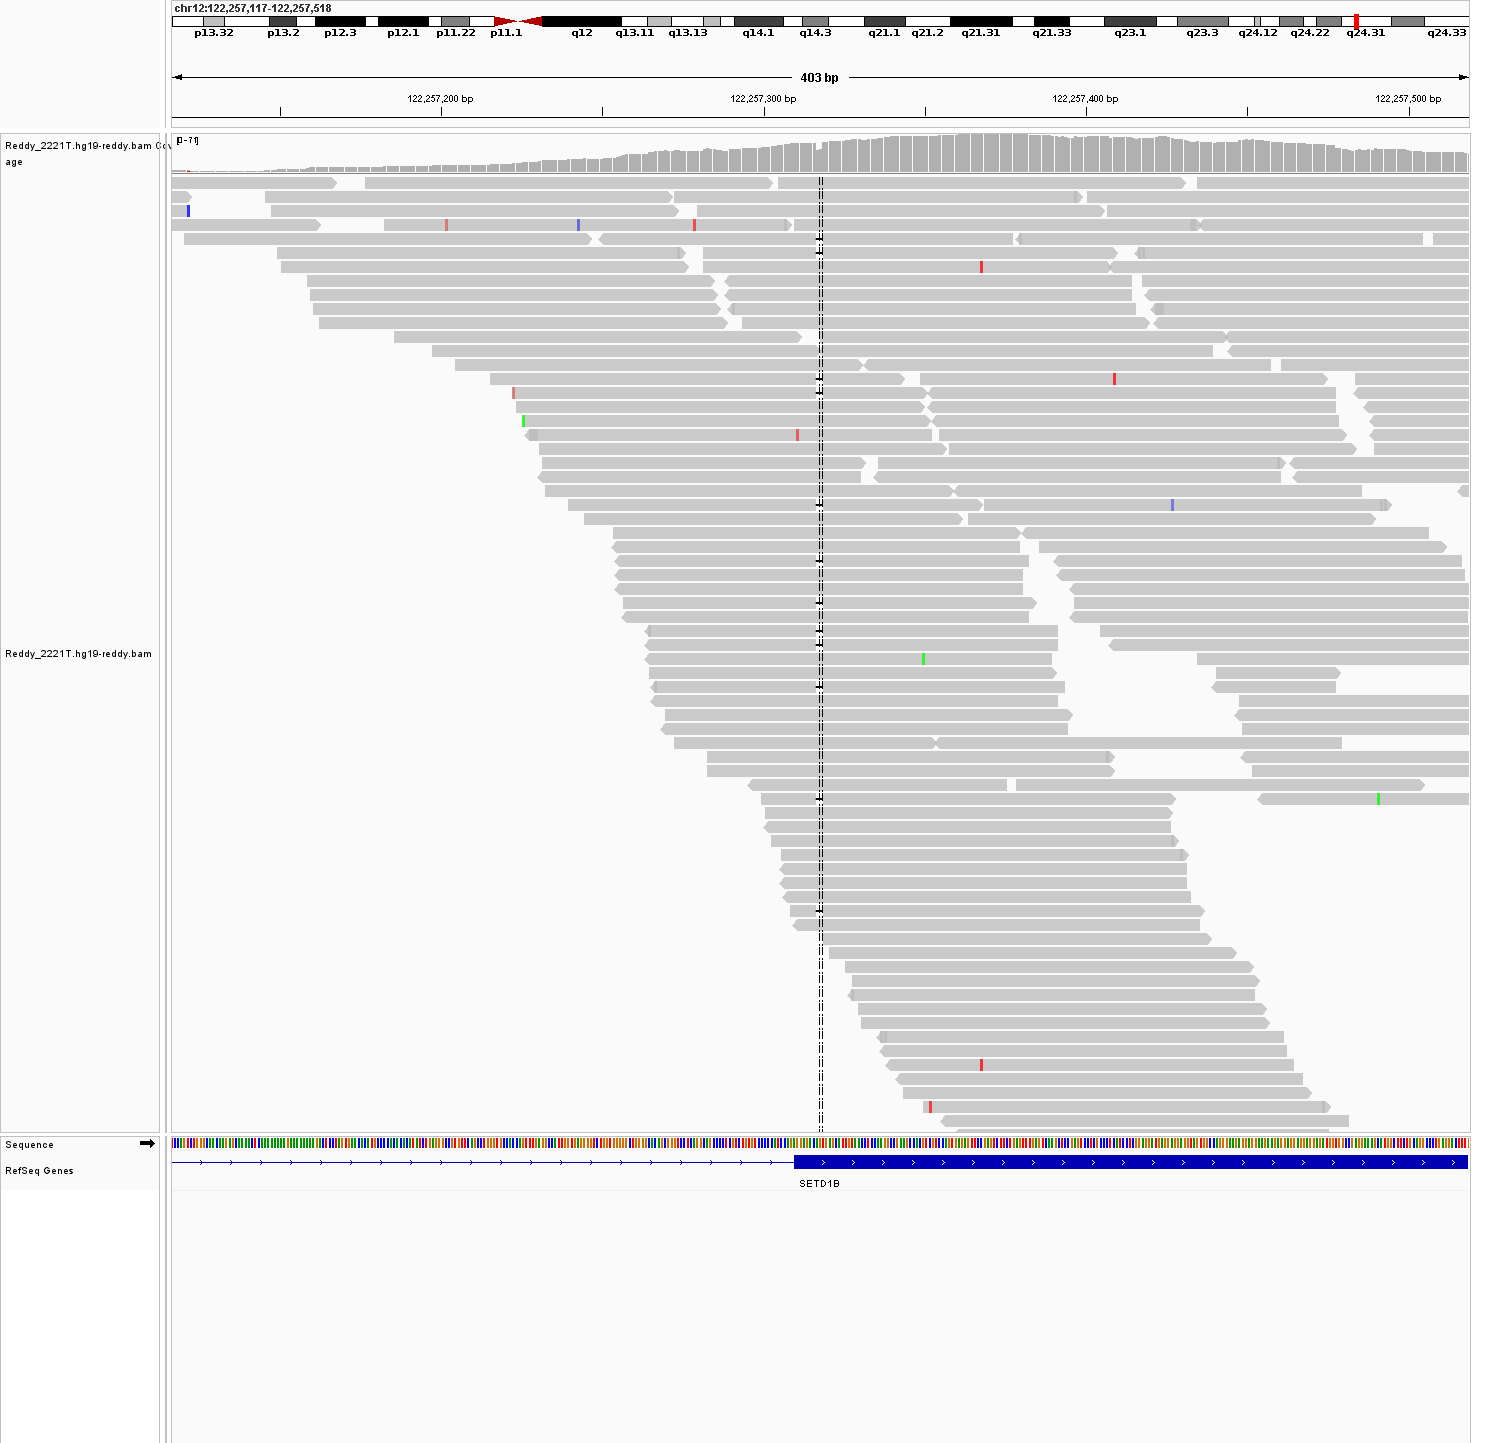 chr12:122,257,117-122,257,518
p13.32 p13.2 p12.3 p12.1 p11.22 p11.1 q12 q13.11 q13.13 q14.1 q14.3 q21.1 q21.2 q21.31 q21.33 q23.1 q23.3 q24.12 q24.22 q24.31 q24.33
403 bp
122,257,200 bp 122,257,300 bp 122,257,400 bp 122,257,500 bp
[0-71]
Reddy_2221T.hg19-reddy.bam Cov
age
Reddy_2221T.hg19-reddy.bam
Sequence
RefSeq Genes
SETD1B